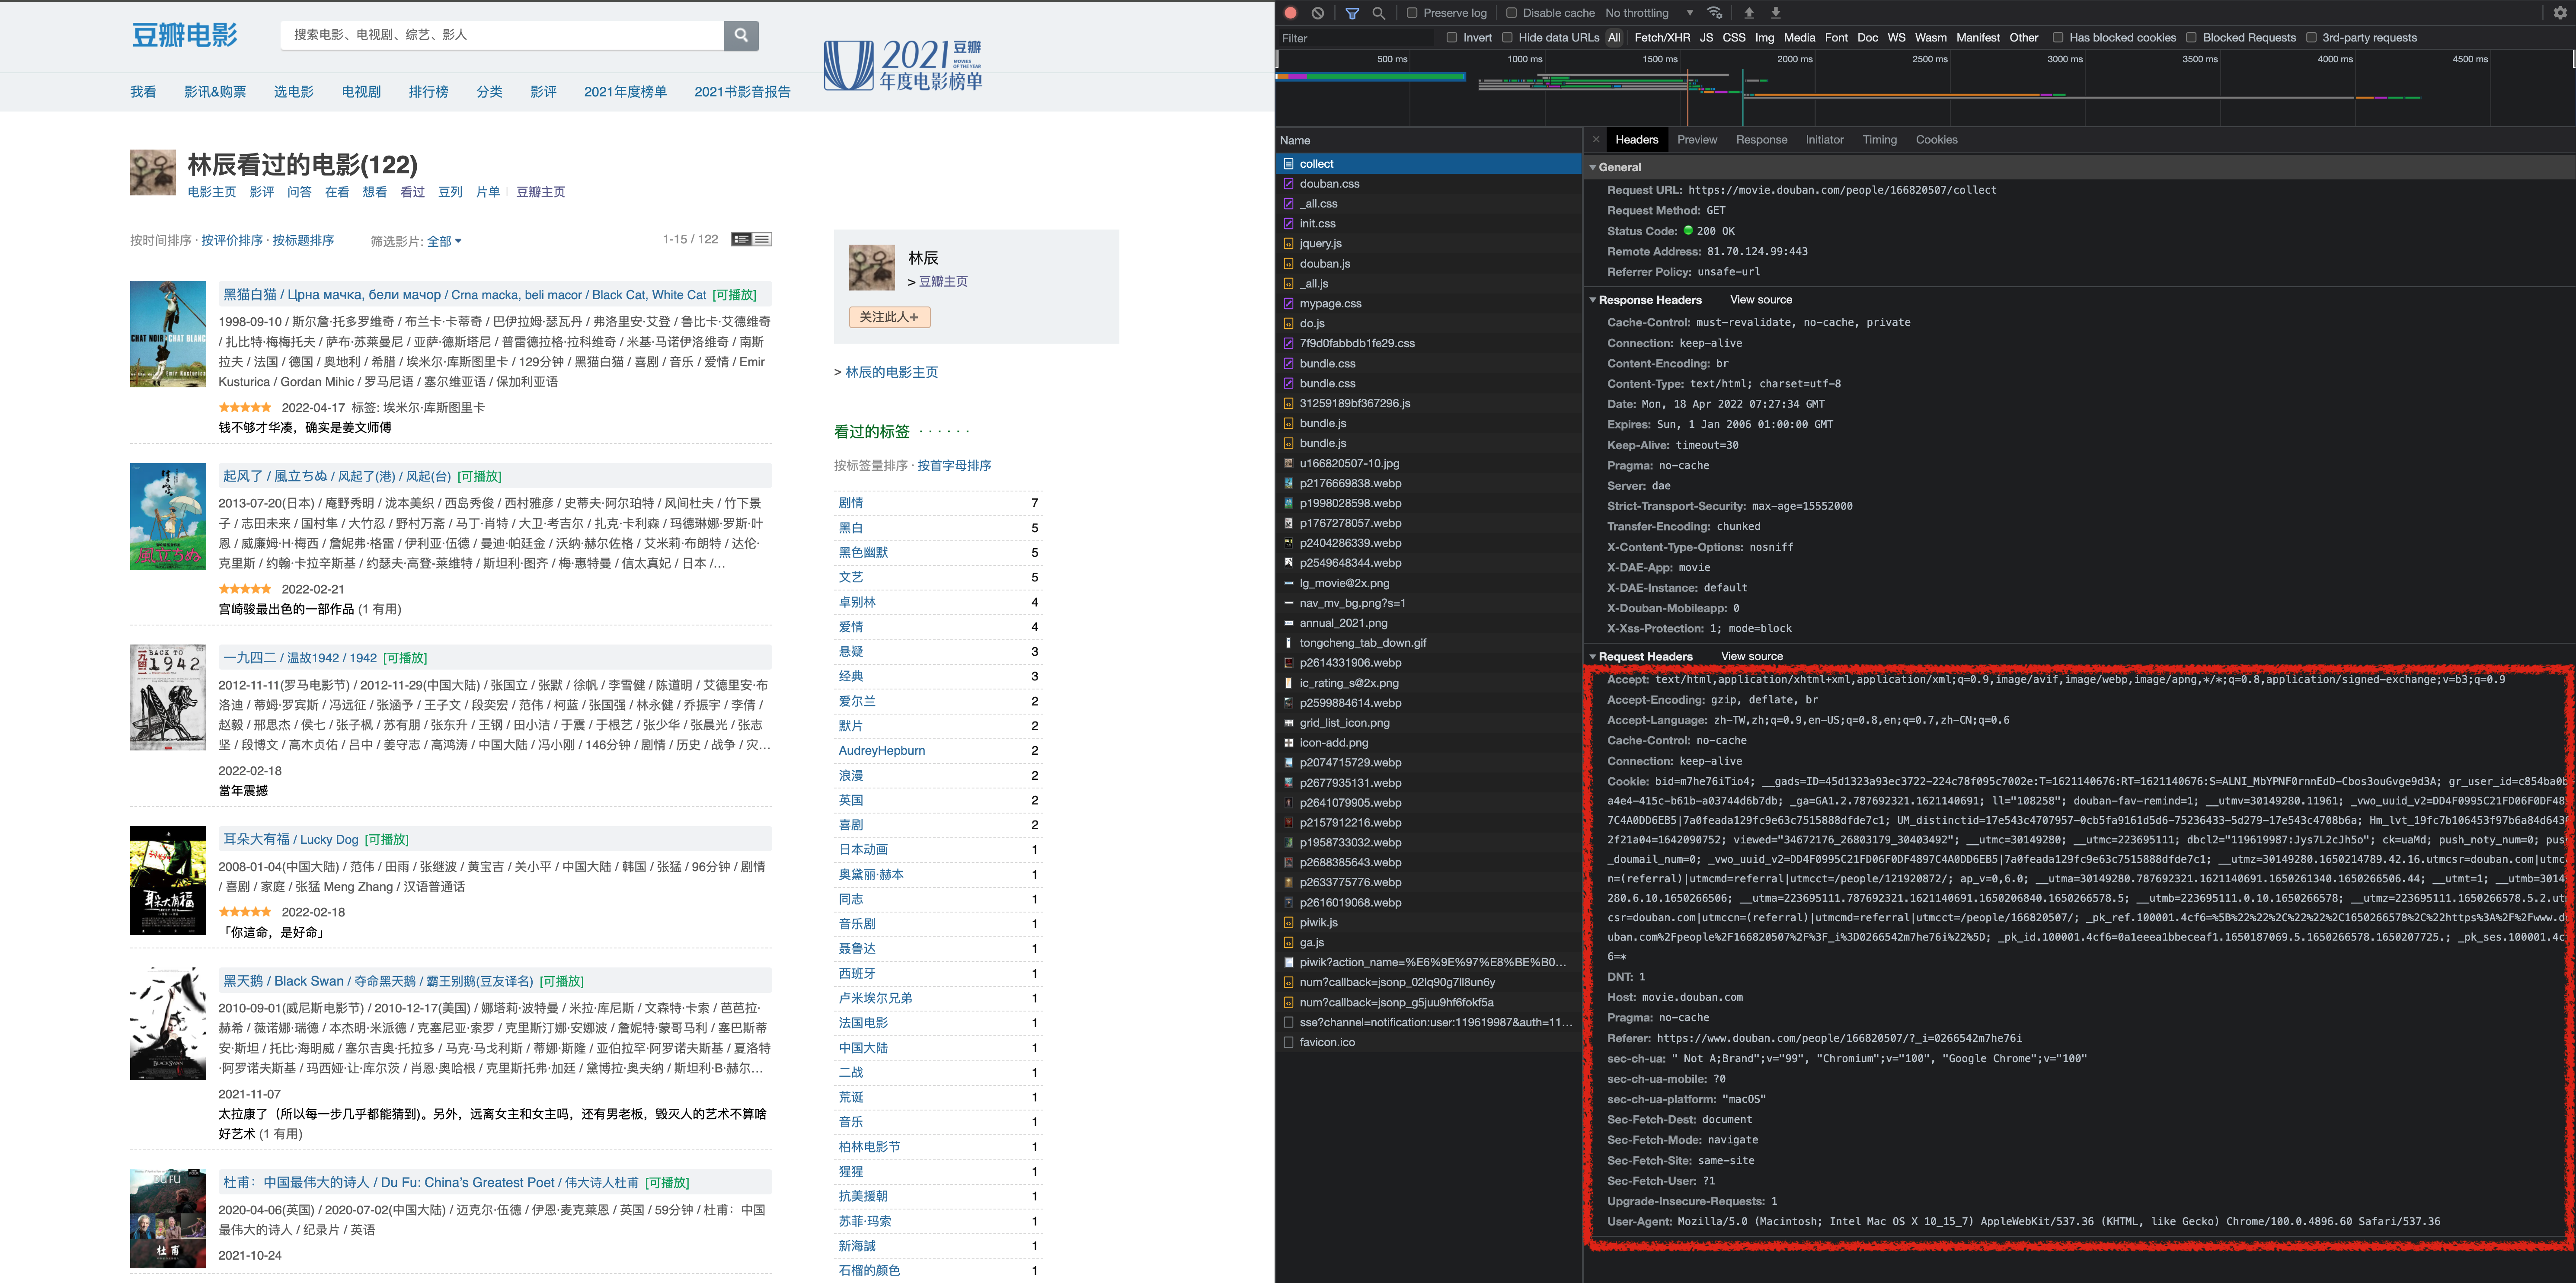 豆瓣电影
搜索电影、电视剧、综艺、影人
2021 豆瓣
MOVIES OF THE YEAR
年度电影榜单
我看 影讯&购票 选电影 电视剧 排行榜 分类 影评 2021年度榜单 2021书影音报告
林辰看过的电影(122)
电影主页 影评 问答 在看 想看 看过 豆列 片单 豆瓣主页
按时间排序 · 按评价排序 · 按标题排序 筛选影片: 全部 1-15 / 122
黑猫白猫 / Црна мачка, бели мачор / Crna macka, beli macor / Black Cat, White Cat [可播放]
1998-09-10 / 斯尔詹·托多罗维奇 / 布兰卡·卡蒂奇 / 巴伊拉姆·瑟瓦丹 / 弗洛里安·艾登 / 鲁比卡·艾德维奇
/ 扎比特·梅梅托夫 / 萨布·苏莱曼尼 / 亚萨·德斯塔尼 / 普雷德拉格·拉科维奇 / 米基·马诺伊洛维奇 / 南斯
拉夫 / 法国 / 德国 / 奥地利 / 希腊 / 埃米尔·库斯图里卡 / 129分钟 / 黑猫白猫 / 喜剧 / 音乐 / 爱情 / Emir
Kusturica / Gordan Mihic / 罗马尼语 / 塞尔维亚语 / 保加利亚语
2022-04-17 标签: 埃米尔·库斯图里卡
钱不够才华凑，确实是姜文师傅
起风了 / 風立ちぬ / 风起了(港) / 风起(台) [可播放]
2013-07-20(日本) / 庵野秀明 / 泷本美织 / 西岛秀俊 / 西村雅彦 / 史蒂夫·阿尔珀特 / 风间杜夫 / 竹下景
子 / 志田未来 / 国村隼 / 大竹忍 / 野村万斋 / 马丁·肖特 / 大卫·考吉尔 / 扎克·卡利森 / 玛德琳娜·罗斯·叶
恩 / 威廉姆·H·梅西 / 詹妮弗·格雷 / 伊利亚·伍德 / 曼迪·帕廷金 / 沃纳·赫尔佐格 / 艾米莉·布朗特 / 达伦·
克里斯 / 约翰·卡拉辛斯基 / 约瑟夫·高登-莱维特 / 斯坦利·图齐 / 梅·惠特曼 / 信太真妃 / 日本 /...
2022-02-21
宫崎骏最出色的一部作品 (1 有用)
一九四二 / 温故1942 / 1942 [可播放]
2012-11-11(罗马电影节) / 2012-11-29(中国大陆) / 张国立 / 张默 / 徐帆 / 李雪健 / 陈道明 / 艾德里安·布
洛迪 / 蒂姆·罗宾斯 / 冯远征 / 张涵予 / 王子文 / 段奕宏 / 范伟 / 柯蓝 / 张国强 / 林永健 / 乔振宇 / 李倩 /
赵毅 / 那思杰 / 侯七 / 张子枫 / 苏有朋 / 张东升 / 王钢 / 田小洁 / 于震 / 于根艺 / 张少华 / 张晨光 / 张志
坚 / 段博文 / 高木贞佑 / 吕中 / 姜守志 / 高鸿涛 / 中国大陆 / 冯小刚 / 146分钟 / 剧情 / 历史 / 战争 / 灾...
2022-02-18
當年震撼
耳朵大有福 / Lucky Dog [可播放]
2008-01-04(中国大陆) / 范伟 / 田雨 / 张继波 / 黄宝吉 / 关小平 / 中国大陆 / 韩国 / 张猛 / 96分钟 / 剧情
/ 喜剧 / 家庭 / 张猛 Meng Zhang / 汉语普通话
2022-02-18
「你這命，是好命」
黑天鹅 / Black Swan / 夺命黑天鹅 / 霸王别鹅(豆友译名) [可播放]
2010-09-01(威尼斯电影节) / 2010-12-17(美国) / 娜塔莉·波特曼 / 米拉·库尼斯 / 文森特·卡索 / 芭芭拉·
赫希 / 薇诺娜·瑞德 / 本杰明·米派德 / 克塞尼亚·索罗 / 克里斯汀娜·安娜波 / 詹妮特·蒙哥马利 / 塞巴斯蒂
安·斯坦 / 托比·海明威 / 塞尔吉奥·托拉多 / 马克·马戈利斯 / 蒂娜·斯隆 / 亚伯拉罕·阿罗诺夫斯基 / 夏洛特
·阿罗诺夫斯基 / 玛西娅·让·库尔茨 / 肖恩·奥哈根 / 克里斯托弗·加廷 / 黛博拉·奥夫纳 / 斯坦利·B·赫尔...
2021-11-07
太拉康了（所以每一步几乎都能猜到)。另外，远离女主和女主吗，还有男老板，毁灭人的艺术不算啥
好艺术 (1 有用)
杜甫：中国最伟大的诗人 / Du Fu: China's Greatest Poet / 伟大诗人杜甫 [可播放]
2020-04-06(英国) / 2020-07-02(中国大陆) / 迈克尔·伍德 / 伊恩·麦克莱恩 / 英国 / 59分钟 / 杜甫：中国
最伟大的诗人 / 纪录片 / 英语
2021-10-24
林辰
> 豆瓣主页
关注此人+
> 林辰的电影主页
看过的标签 · · · · · ·
按标签量排序 · 按首字母排序
剧情 7
黑白 5
黑色幽默 5
文艺 5
卓别林 4
爱情 4
悬疑 3
经典 3
爱尔兰 2
默片 2
AudreyHepburn 2
浪漫 2
英国 2
喜剧 2
日本动画 1
奥黛丽·赫本 1
同志 1
音乐剧 1
聂鲁达 1
西班牙 1
卢米埃尔兄弟 1
法国电影 1
中国大陆 1
二战 1
荒诞 1
音乐 1
柏林电影节 1
猩猩 1
抗美援朝 1
苏菲·玛索 1
新海誠 1
石榴的颜色 1
Preserve log Disable cache No throttling
Filter Invert Hide data URLs All Fetch/XHR JS CSS Img Media Font Doc WS Wasm Manifest Other Has blocked cookies Blocked Requests 3rd-party requests
500 ms 1000 ms 1500 ms 2000 ms 2500 ms 3000 ms 3500 ms 4000 ms 4500 ms
Name
collect
douban.css
_all.css
init.css
jquery.js
douban.js
_all.js
mypage.css
do.js
7f9d0fabbdb1fe29.css
bundle.css
bundle.css
31259189bf367296.js
bundle.js
bundle.js
u166820507-10.jpg
p2176669838.webp
p1998028598.webp
p1767278057.webp
p2404286339.webp
p2549648344.webp
lg_movie@2x.png
nav_mv_bg.png?s=1
annual_2021.png
tongcheng_tab_down.gif
p2614331906.webp
ic_rating_s@2x.png
p2599884614.webp
grid_list_icon.png
icon-add.png
p2074715729.webp
p2677935131.webp
p2641079905.webp
p2157912216.webp
p1958733032.webp
p2688385643.webp
p2633775776.webp
p2616019068.webp
piwik.js
ga.js
piwik?action_name=%E6%9E%97%E8%BE%B0...
num?callback=jsonp_02lq90g7ll8un6y
num?callback=jsonp_g5juu9hf6fokf5a
sse?channel=notification:user:119619987&auth=11...
favicon.ico
Headers Preview Response Initiator Timing Cookies
General
Request URL: https://movie.douban.com/people/166820507/collect
Request Method: GET
Status Code: 200 OK
Remote Address: 81.70.124.99:443
Referrer Policy: unsafe-url
Response Headers View source
Cache-Control: must-revalidate, no-cache, private
Connection: keep-alive
Content-Encoding: br
Content-Type: text/html; charset=utf-8
Date: Mon, 18 Apr 2022 07:27:34 GMT
Expires: Sun, 1 Jan 2006 01:00:00 GMT
Keep-Alive: timeout=30
Pragma: no-cache
Server: dae
Strict-Transport-Security: max-age=15552000
Transfer-Encoding: chunked
X-Content-Type-Options: nosniff
X-DAE-App: movie
X-DAE-Instance: default
X-Douban-Mobileapp: 0
X-Xss-Protection: 1; mode=block
Request Headers View source
Accept: text/html,application/xhtml+xml,application/xml;q=0.9,image/avif,image/webp,image/apng,*/*;q=0.8,application/signed-exchange;v=b3;q=0.9
Accept-Encoding: gzip, deflate, br
Accept-Language: zh-TW,zh;q=0.9,en-US;q=0.8,en;q=0.7,zh-CN;q=0.6
Cache-Control: no-cache
Connection: keep-alive
Cookie: bid=m7he76iTio4; __gads=ID=45d1323a93ec3722-224c78f095c7002e:T=1621140676:RT=1621140676:S=ALNI_MbYPNF0rnnEdD-Cbos3ouGvge9d3A; gr_user_id=c854ba0b
a4e4-415c-b61b-a03744d6b7db; _ga=GA1.2.787692321.1621140691; ll="108258"; douban-fav-remind=1; __utmv=30149280.11961; _vwo_uuid_v2=DD4F0995C21FD06F0DF48
7C4A0DD6EB5|7a0feada129fc9e63c7515888dfde7c1; UM_distinctid=17e543c4707957-0cb5fa9161d5d6-75236433-5d279-17e543c4708b6a; Hm_lvt_19fc7b106453f97b6a84d643
2f21a04=1642090752; viewed="34672176_26803179_30403492"; __utmc=30149280; __utmc=223695111; dbcl2="119619987:Jys7L2cJh5o"; ck=uaMd; push_noty_num=0; pus
_doumail_num=0; _vwo_uuid_v2=DD4F0995C21FD06F0DF4897C4A0DD6EB5|7a0feada129fc9e63c7515888dfde7c1; __utmz=30149280.1650214789.42.16.utmcsr=douban.com|utmc
n=(referral)|utmcmd=referral|utmcct=/people/121920872/; ap_v=0,6.0; __utma=30149280.787692321.1621140691.1650261340.1650266506.44; __utmt=1; __utmb=3014
280.6.10.1650266506; __utma=223695111.787692321.1621140691.1650206840.1650266578.5; __utmb=223695111.0.10.1650266578; __utmz=223695111.1650266578.5.2.ut
csr=douban.com|utmccn=(referral)|utmcmd=referral|utmcct=/people/166820507/; _pk_ref.100001.4cf6=%5B%22%22%2C%22%22%2C1650266578%2C%22https%3A%2F%2Fwww.d
uban.com%2Fpeople%2F166820507%2F%3F_i%3D0266542m7he76i%22%5D; _pk_id.100001.4cf6=0a1eeea1bbeceaf1.1650187069.5.1650266578.1650207725.; _pk_ses.100001.4c
6=*
DNT: 1
Host: movie.douban.com
Pragma: no-cache
Referer: https://www.douban.com/people/166820507/?_i=0266542m7he76i
sec-ch-ua: " Not A;Brand";v="99", "Chromium";v="100", "Google Chrome";v="100"
sec-ch-ua-mobile: ?0
sec-ch-ua-platform: "macOS"
Sec-Fetch-Dest: document
Sec-Fetch-Mode: navigate
Sec-Fetch-Site: same-site
Sec-Fetch-User: ?1
Upgrade-Insecure-Requests: 1
User-Agent: Mozilla/5.0 (Macintosh; Intel Mac OS X 10_15_7) AppleWebKit/537.36 (KHTML, like Gecko) Chrome/100.0.4896.60 Safari/537.36